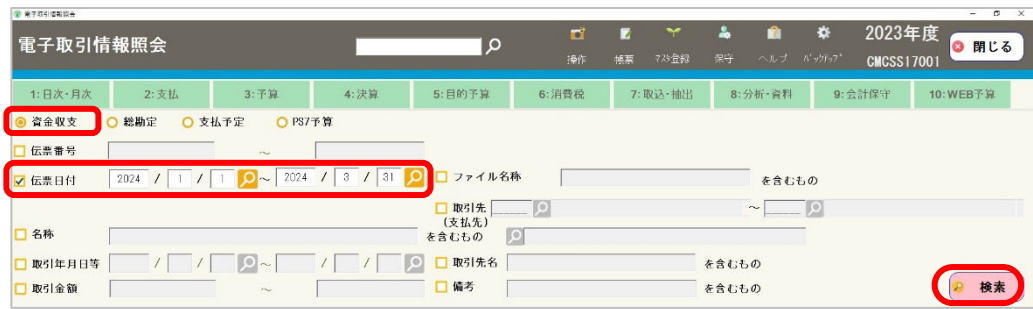 電子取引情報照会
電子取引情報照会
操作 帳票 ﾏｽﾀ登録 保守 ヘルプ ﾊﾞｯｸｱｯﾌﾟ
2023年度
CMCSS17001
閉じる
1:日次・月次 2:支払 3:予算 4:決算 5:目的予算 6:消費税 7:取込・抽出 8:分析・資料 9:会計保守 10:WEB予算
資金収支 総勘定 支払予定 PS7予算
伝票番号 ～
伝票日付 2024 / 1 / 1 ～ 2024 / 3 / 31 ファイル名称 を含むもの
取引先 ～
(支払先)
名称 を含むもの
取引年月日等 / / ～ / / 取引先名 を含むもの
取引金額 ～ 備考 を含むもの
検索